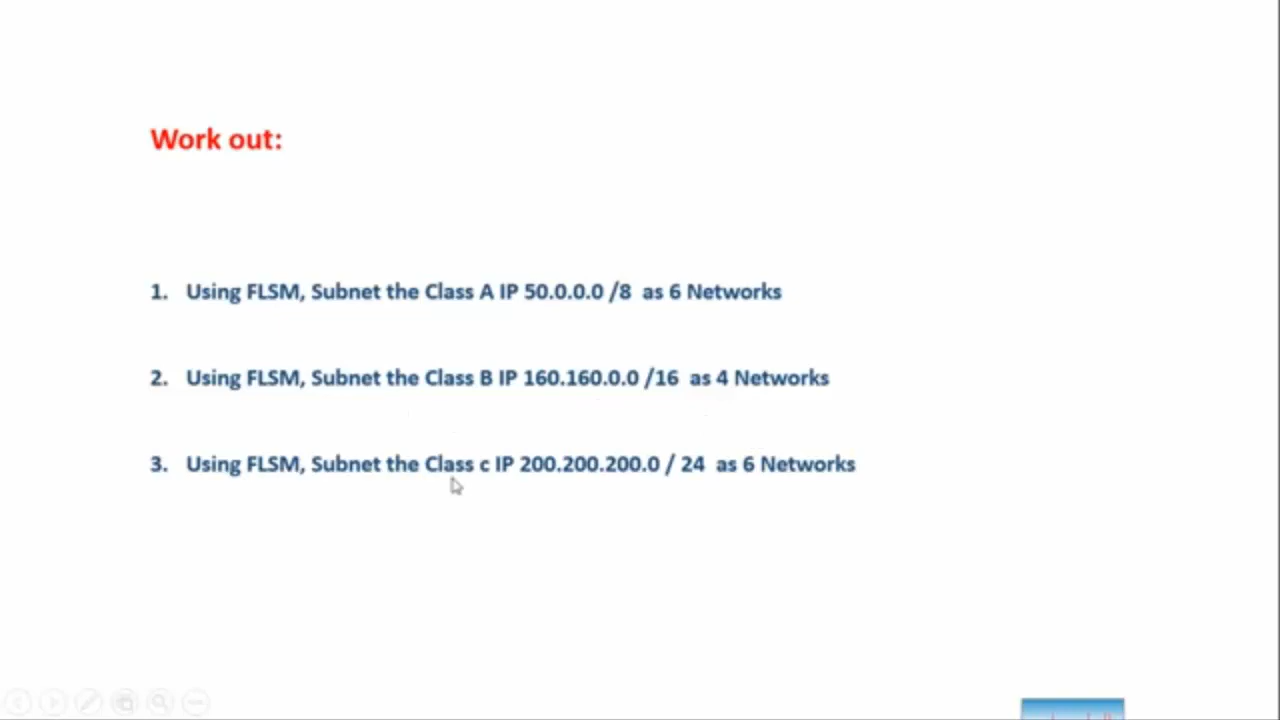 Work out:
1. Using FLSM, Subnet the Class A IP 50.0.0.0 /8 as 6 Networks
2. Using FLSM, Subnet the Class B IP 160.160.0.0 /16 as 4 Networks
3. Using FLSM, Subnet the Class c IP 200.200.200.0 / 24 as 6 Networks